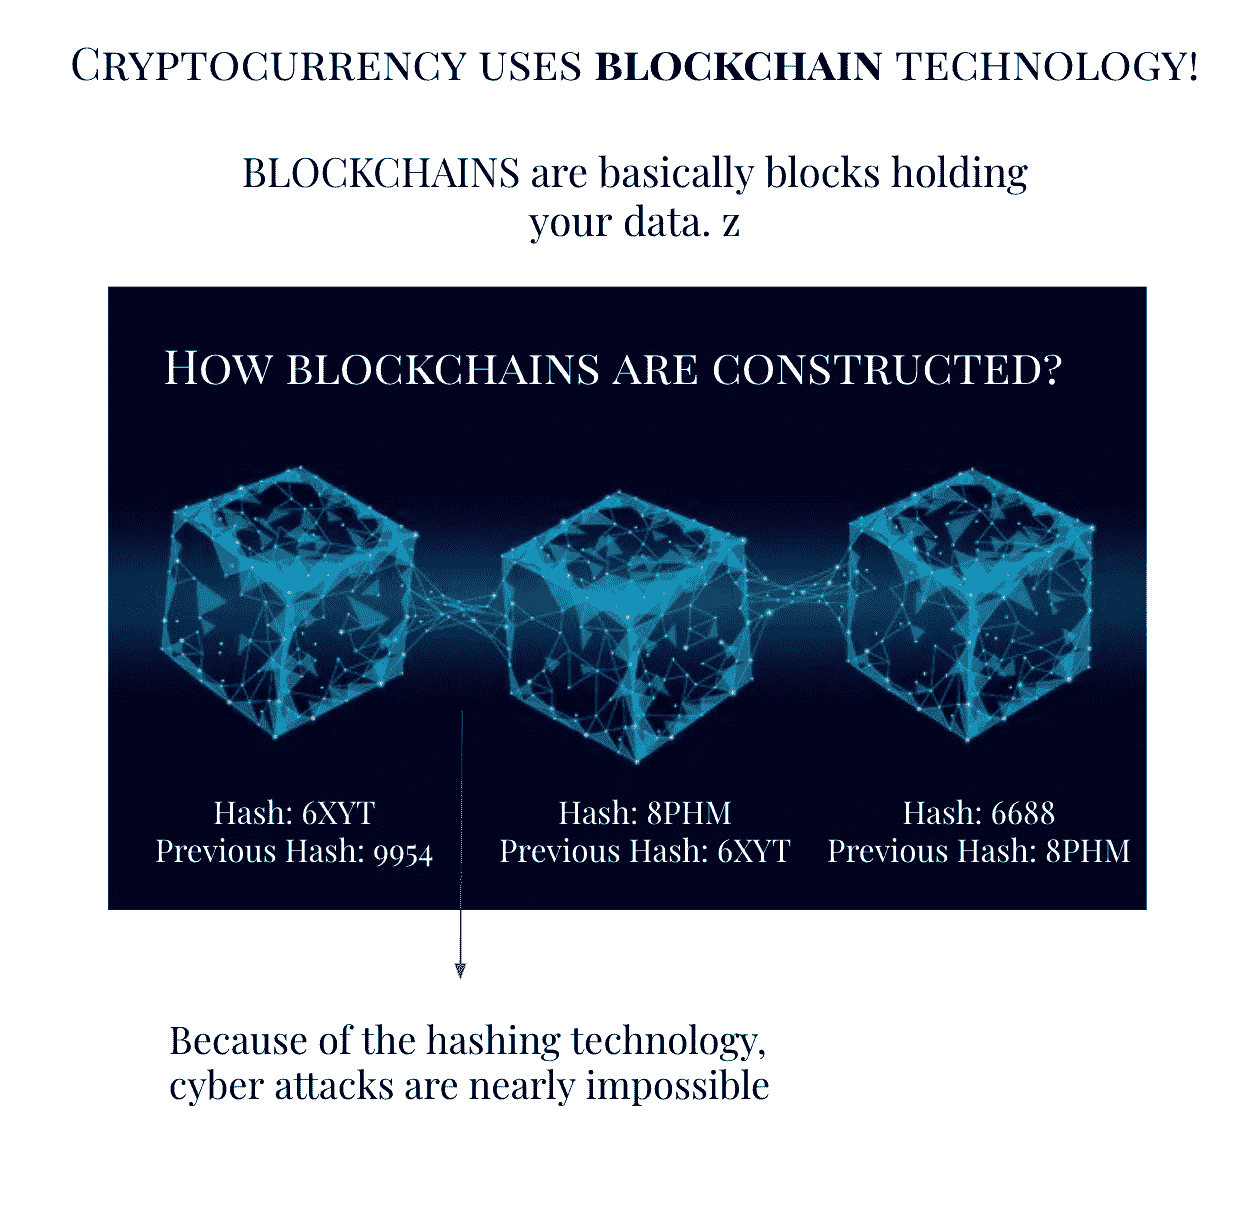 Cryptocurrency uses blockchain technology!
BLOCKCHAINS are basically blocks holding
your data. z
How blockchains are constructed?
Hash: 6XYT
Previous Hash: 9954
Hash: 8PHM
Previous Hash: 6XYT
Hash: 6688
Previous Hash: 8PHM
Because of the hashing technology,
cyber attacks are nearly impossible